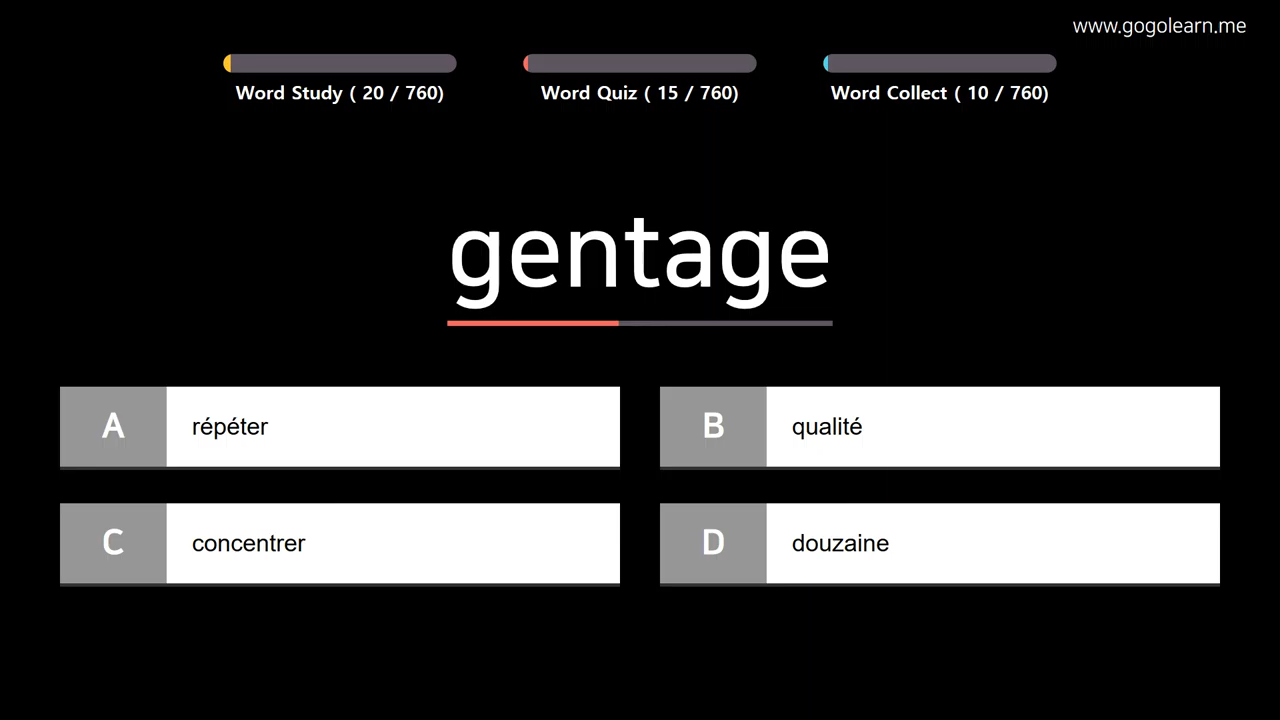 www.gogolearn.me
Word Study ( 20 / 760)
Word Quiz ( 15 / 760)
Word Collect ( 10 / 760)
gentage
A répéter
B qualité
C concentrer
D douzaine